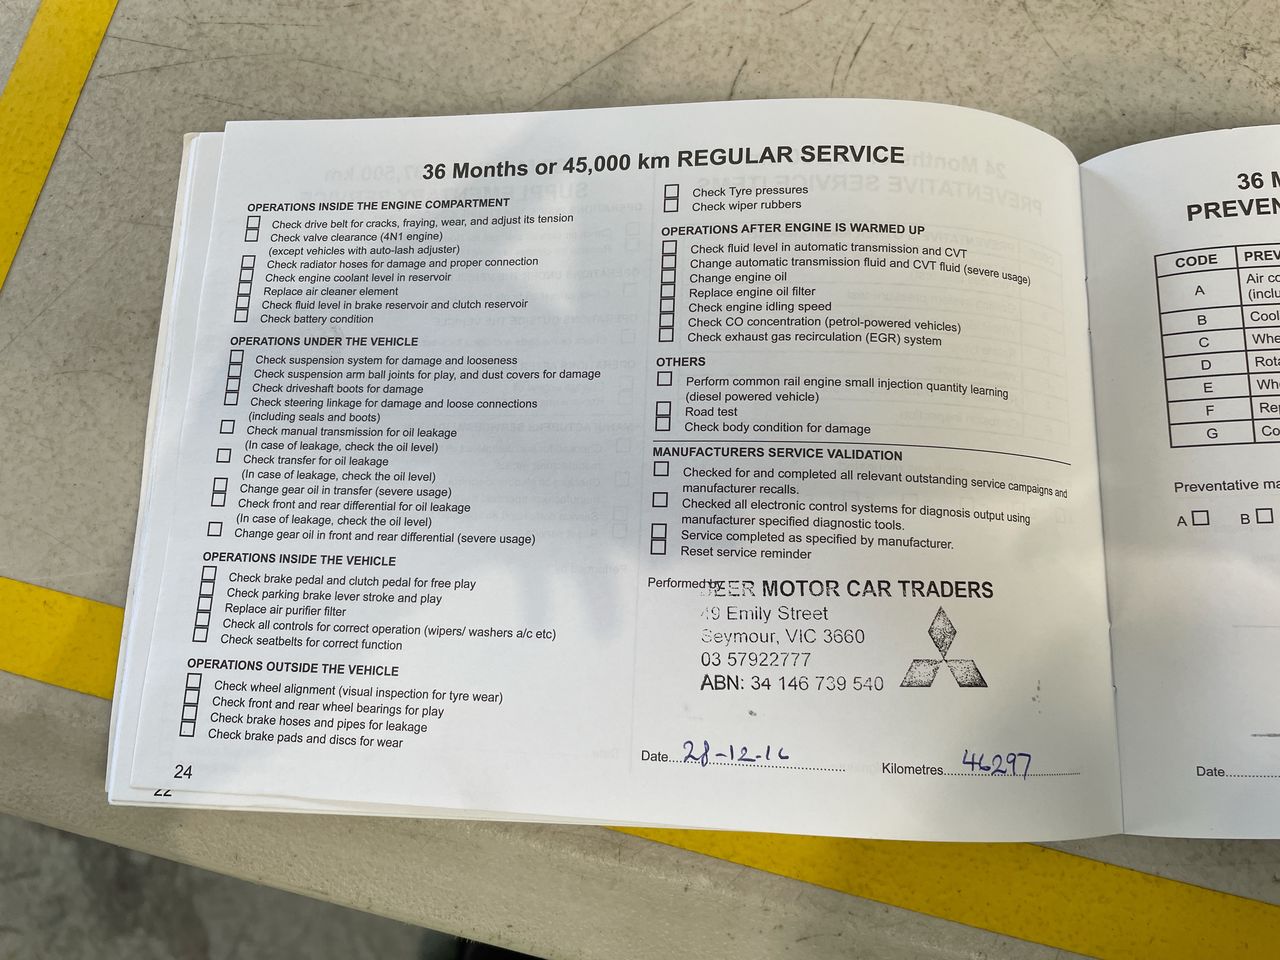 36 Months or 45,000 km REGULAR SERVICE
OPERATIONS INSIDE THE ENGINE COMPARTMENT
Check drive belt for cracks, fraying, wear, and adjust its tension
Check valve clearance (4N1 engine)
(except vehicles with auto-lash adjuster)
Check radiator hoses for damage and proper connection
Check engine coolant level in reservoir
Replace air cleaner element
Check fluid level in brake reservoir and clutch reservoir
Check battery condition
OPERATIONS UNDER THE VEHICLE
Check suspension system for damage and looseness
Check suspension arm ball joints for play, and dust covers for damage
Check driveshaft boots for damage
Check steering linkage for damage and loose connections
(including seals and boots)
Check manual transmission for oil leakage
(In case of leakage, check the oil level)
Check transfer for oil leakage
(In case of leakage, check the oil level)
Change gear oil in transfer (severe usage)
Check front and rear differential for oil leakage
(In case of leakage, check the oil level)
Change gear oil in front and rear differential (severe usage)
OPERATIONS INSIDE THE VEHICLE
Check brake pedal and clutch pedal for free play
Check parking brake lever stroke and play
Replace air purifier filter
Check all controls for correct operation (wipers/ washers a/c etc)
Check seatbelts for correct function
OPERATIONS OUTSIDE THE VEHICLE
Check wheel alignment (visual inspection for tyre wear)
Check front and rear wheel bearings for play
Check brake hoses and pipes for leakage
Check brake pads and discs for wear
24
22
Check Tyre pressures
Check wiper rubbers
OPERATIONS AFTER ENGINE IS WARMED UP
Check fluid level in automatic transmission and CVT
Change automatic transmission fluid and CVT fluid (severe usage)
Change engine oil
Replace engine oil filter
Check engine idling speed
Check CO concentration (petrol-powered vehicles)
Check exhaust gas recirculation (EGR) system
OTHERS
Perform common rail engine small injection quantity learning
(diesel powered vehicle)
Road test
Check body condition for damage
MANUFACTURERS SERVICE VALIDATION
Checked for and completed all relevant outstanding service campaigns and
manufacturer recalls.
Checked all electronic control systems for diagnosis output using
manufacturer specified diagnostic tools.
Service completed as specified by manufacturer.
Reset service reminder
Performed by MOTOR CAR TRADERS
49 Emily Street
Seymour, VIC 3660
03 57922777
ABN: 34 146 739 540
Date 28-12-16
Kilometres 46297
36 M
PREVEN
CODE PREV
A Air co
(inclu
B Cool
C Whe
D Rota
E Whe
F Rep
G Co
Preventative ma
A B
Date